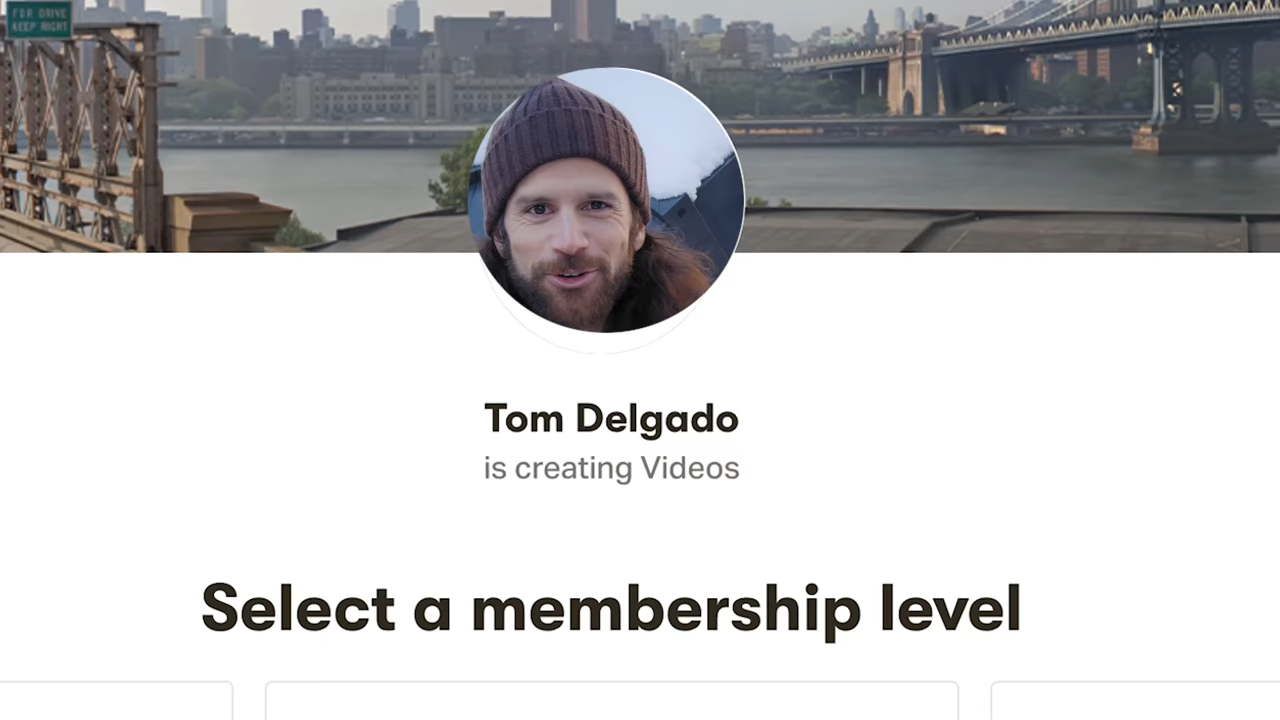 FDR DRIVE
KEEP RIGHT
Tom Delgado
is creating Videos
Select a membership level